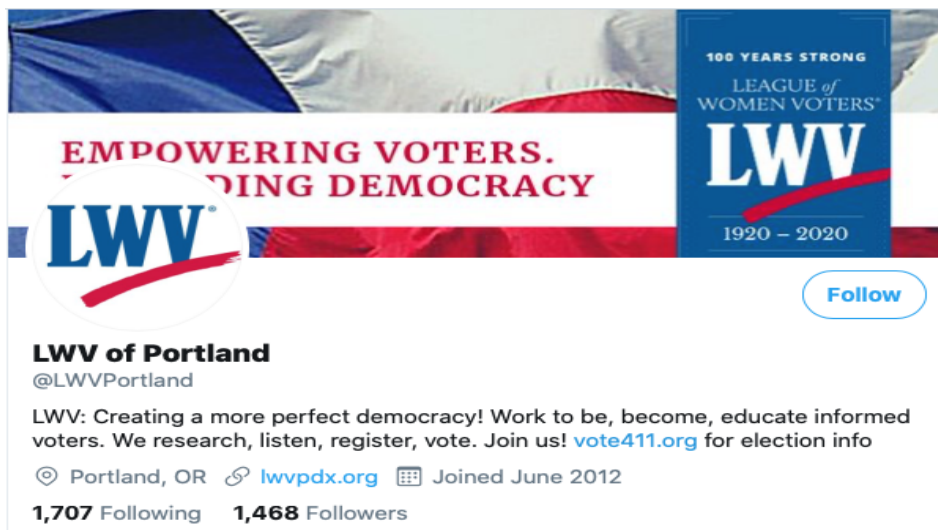 100 YEARS STRONG
LEAGUE of
WOMEN VOTERS®
LWV
1920 – 2020
EMPOWERING VOTERS.
DEMOCRACY
LWV®
Follow
LWV of Portland
@LWVPortland
LWV: Creating a more perfect democracy! Work to be, become, educate informed
voters. We research, listen, register, vote. Join us! vote411.org for election info
Portland, OR lwvpdx.org Joined June 2012
1,707 Following 1,468 Followers